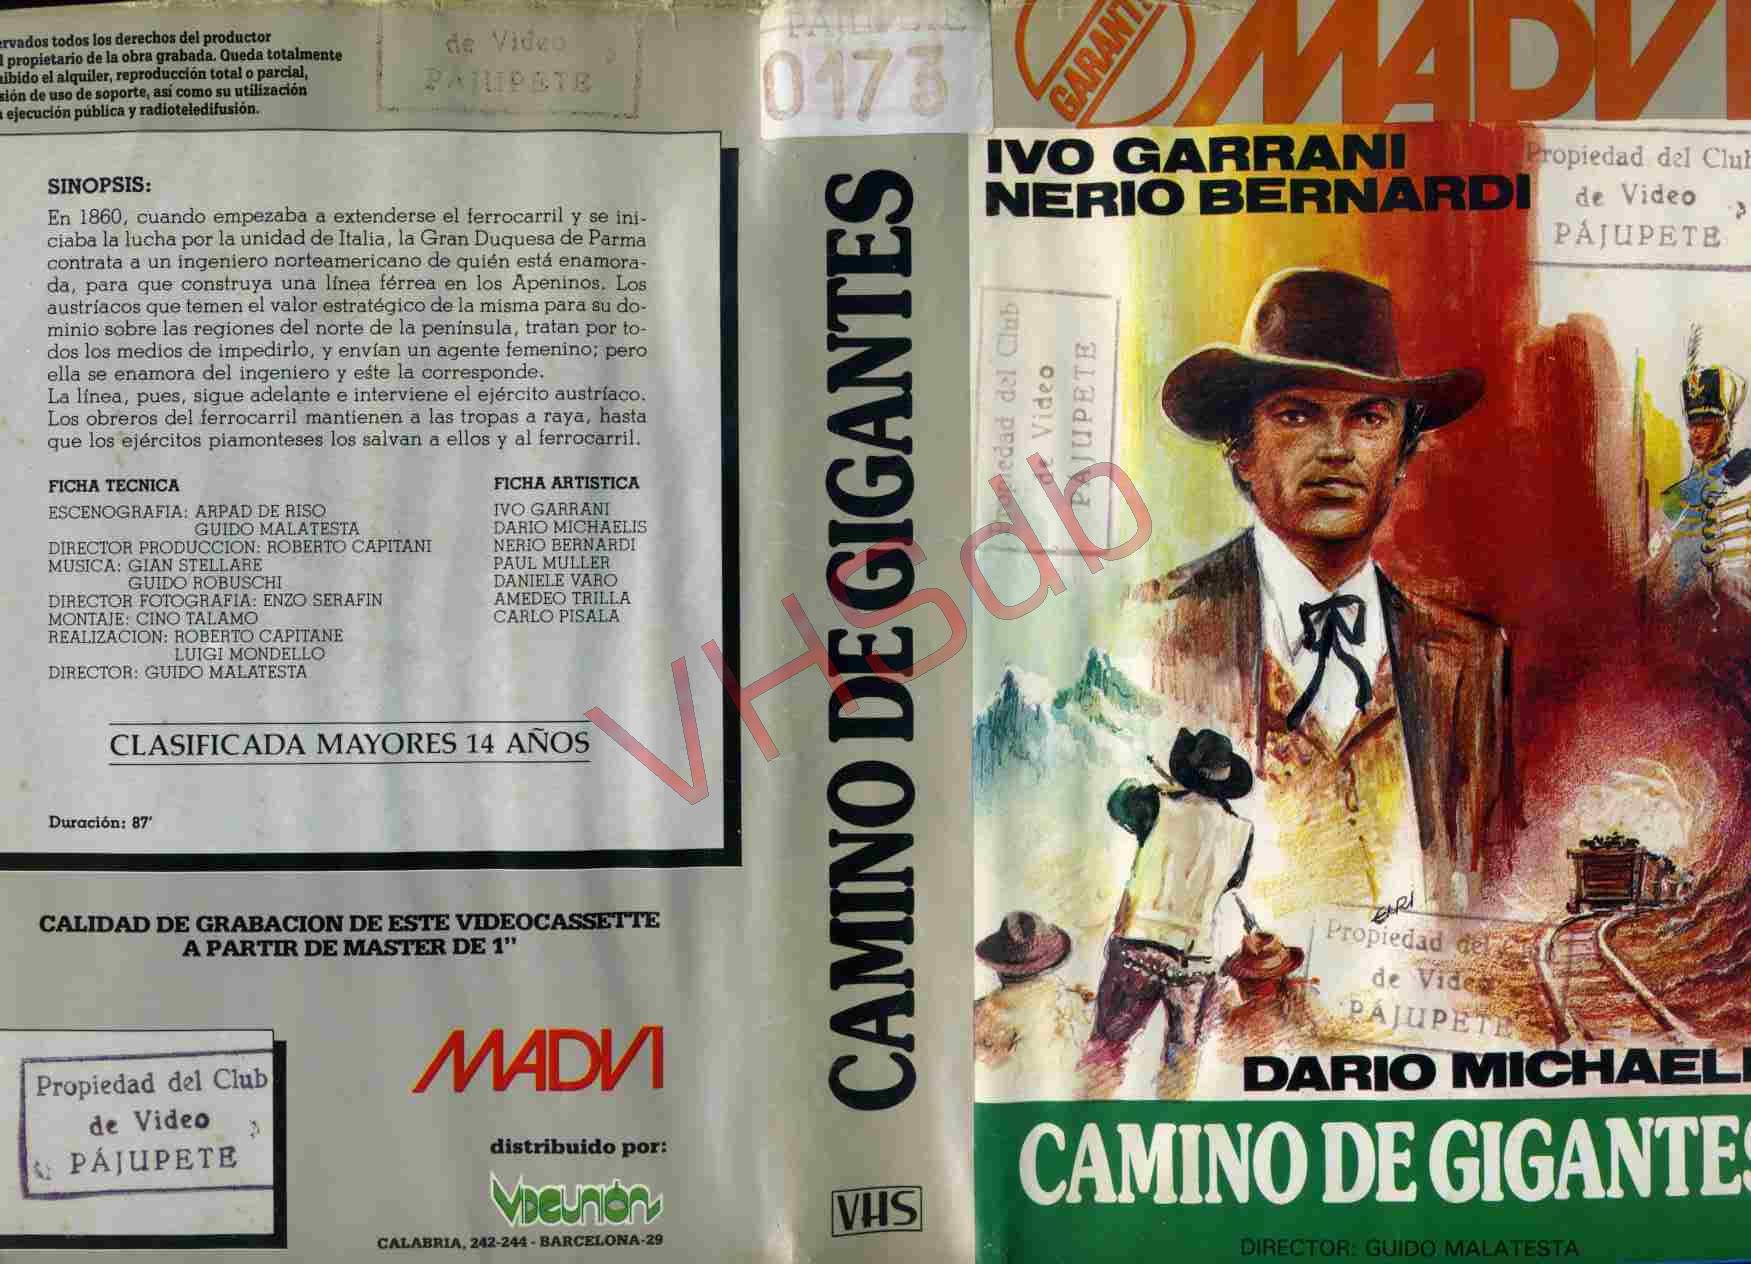 rvados todos los derechos del productor
l propietario de la obra grabada. Queda totalmente
ibido el alquiler, reproducción total o parcial,
sión de uso de soporte, así como su utilización
ejecución pública y radioteledifusión.
de Video
PÁJUPETE
SINOPSIS:
En 1860, cuando empezaba a extenderse el ferrocarril y se ini-
ciaba la lucha por la unidad de Italia, la Gran Duquesa de Parma
contrata a un ingeniero norteamericano de quién está enamora-
da, para que construya una línea férrea en los Apeninos. Los
austríacos que temen el valor estratégico de la misma para su do-
minio sobre las regiones del norte de la península, tratan por to-
dos los medios de impedirlo, y envían un agente femenino; pero
ella se enamora del ingeniero y éste la corresponde.
La línea, pues, sigue adelante e interviene el ejército austríaco.
Los obreros del ferrocarril mantienen a las tropas a raya, hasta
que los ejércitos piamonteses los salvan a ellos y al ferrocarril.
FICHA TECNICA
ESCENOGRAFIA: ARPAD DE RISO
GUIDO MALATESTA
DIRECTOR PRODUCCION: ROBERTO CAPITANI
MUSICA: GIAN STELLARE
GUIDO ROBUSCHI
DIRECTOR FOTOGRAFIA: ENZO SERAFIN
MONTAJE: CINO TALAMO
REALIZACION: ROBERTO CAPITANE
LUIGI MONDELLO
DIRECTOR: GUIDO MALATESTA
FICHA ARTISTICA
IVO GARRANI
DARIO MICHAELIS
NERIO BERNARDI
PAUL MULLER
DANIELE VARO
AMEDEO TRILLA
CARLO PISALA
CLASIFICADA MAYORES 14 AÑOS
Duración: 87'
CALIDAD DE GRABACION DE ESTE VIDEOCASSETTE
A PARTIR DE MASTER DE 1"
Propiedad del Club
de Video
PÁJUPETE
MADVI
distribuido por:
VIDEUNION
CALABRIA, 242-244 - BARCELONA-29
0173
CAMINO DE GIGANTES
VHS
VHSdb
GARANTI
MADVI
IVO GARRANI
NERIO BERNARDI
Propiedad del Club
de Video
PÁJUPETE
Propiedad del Club
de Video
PÁJUPETE
ERRI
Propiedad del Club
de Video
PÁJUPETE
DARIO MICHAELI
CAMINO DE GIGANTES
DIRECTOR: GUIDO MALATESTA